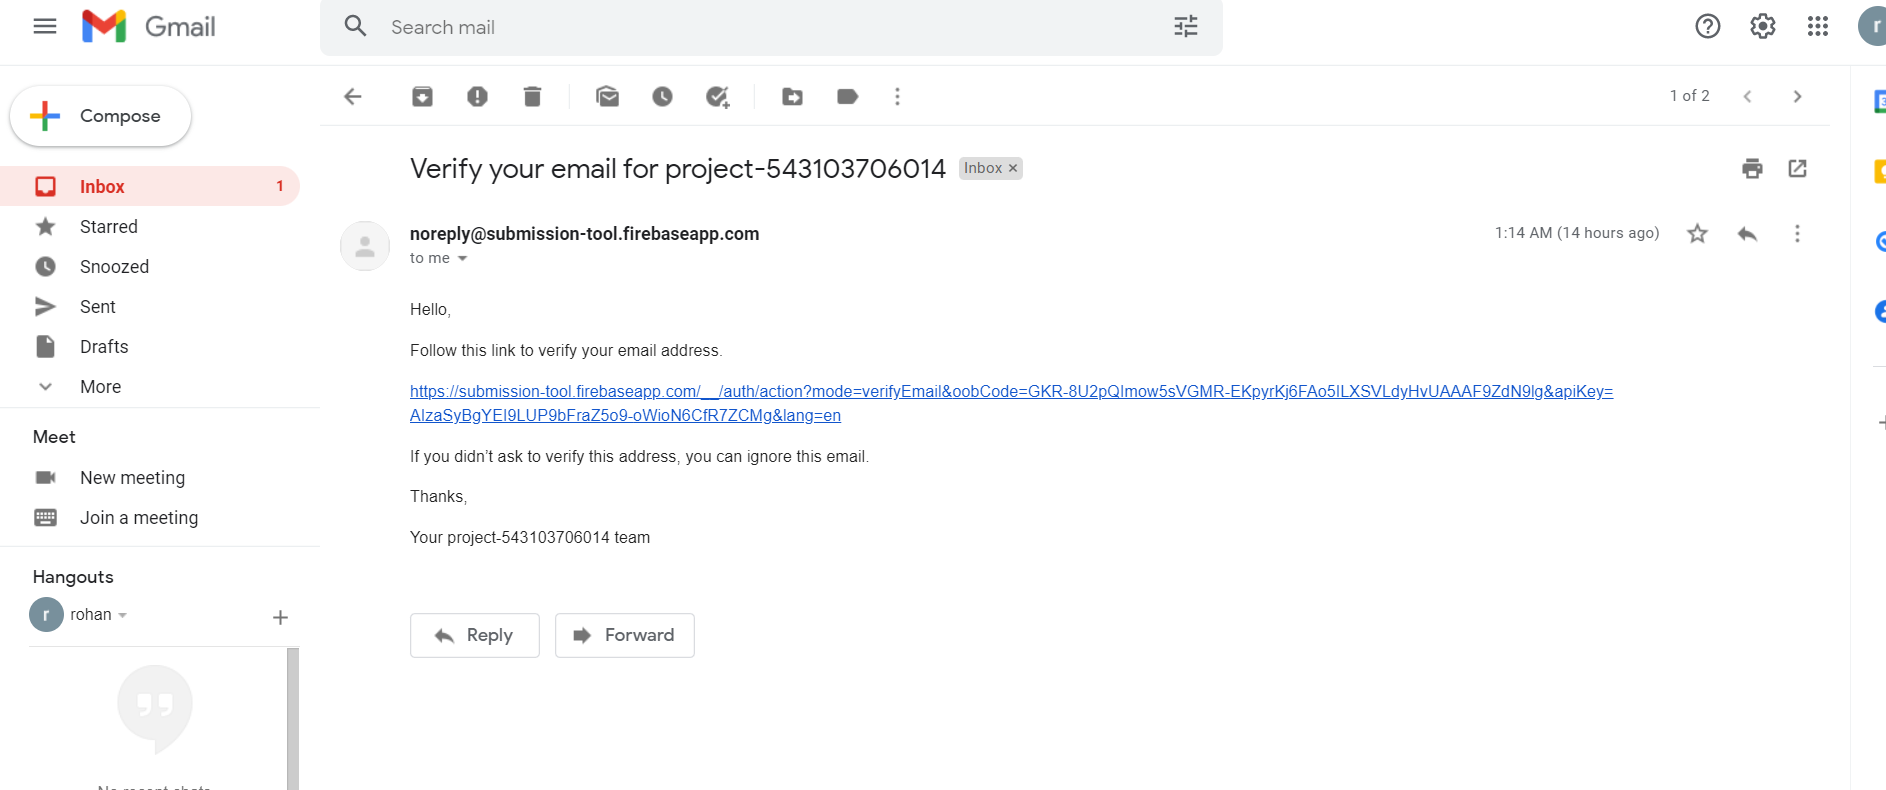 Gmail
Search mail
r
Compose
1 of 2
Inbox 1
Starred
Snoozed
Sent
Drafts
More
Verify your email for project-543103706014 Inbox ×
noreply@submission-tool.firebaseapp.com
1:14 AM (14 hours ago)
to me
Hello,
Follow this link to verify your email address.
https://submission-tool.firebaseapp.com/__/auth/action?mode=verifyEmail&oobCode=GKR-8U2pQImow5sVGMR-EKpyrKj6FAo5ILXSVLdyHvUAAAF9ZdN9lg&apiKey=
AIzaSyBgYEI9LUP9bFraZ5o9-oWioN6CfR7ZCMg&lang=en
If you didn’t ask to verify this address, you can ignore this email.
Thanks,
Your project-543103706014 team
Reply
Forward
Meet
New meeting
Join a meeting
Hangouts
r rohan
No recent chats